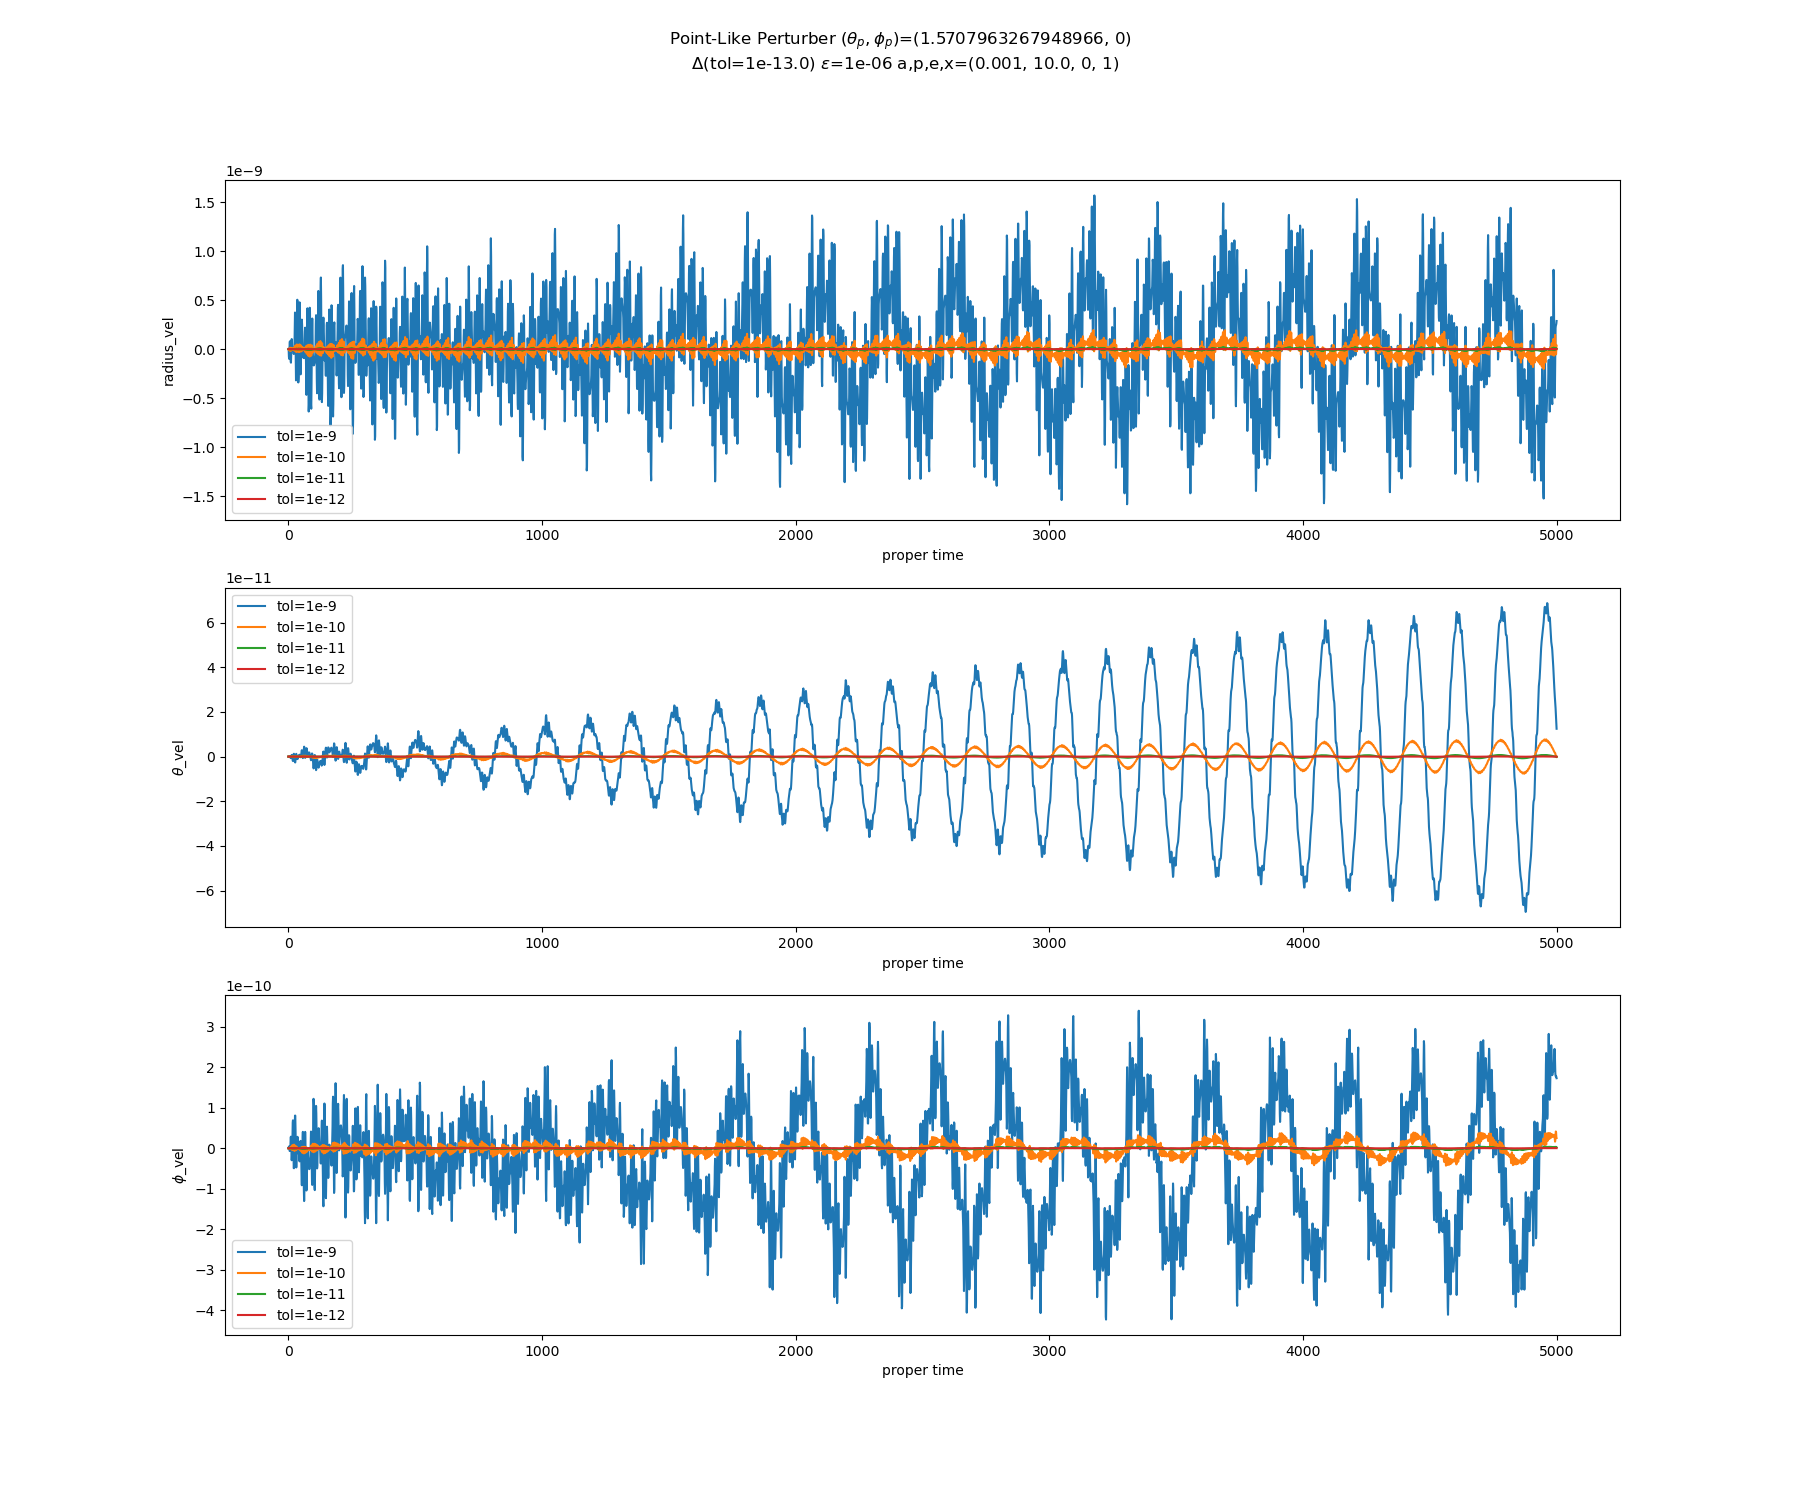 Point-Like Perturber (θp, ϕp)=(1.5707963267948966, 0)
Δ(tol=1e-13.0) ε=1e-06 a,p,e,x=(0.001, 10.0, 0, 1)
1e−9
1.5
1.0
0.5
0.0
−0.5
−1.0
−1.5
radius_vel
tol=1e-9
tol=1e-10
tol=1e-11
tol=1e-12
0 1000 2000 3000 4000 5000
proper time
1e−11
6
4
2
0
−2
−4
−6
θ_vel
tol=1e-9
tol=1e-10
tol=1e-11
tol=1e-12
0 1000 2000 3000 4000 5000
proper time
1e−10
3
2
1
0
−1
−2
−3
−4
ϕ_vel
tol=1e-9
tol=1e-10
tol=1e-11
tol=1e-12
0 1000 2000 3000 4000 5000
proper time